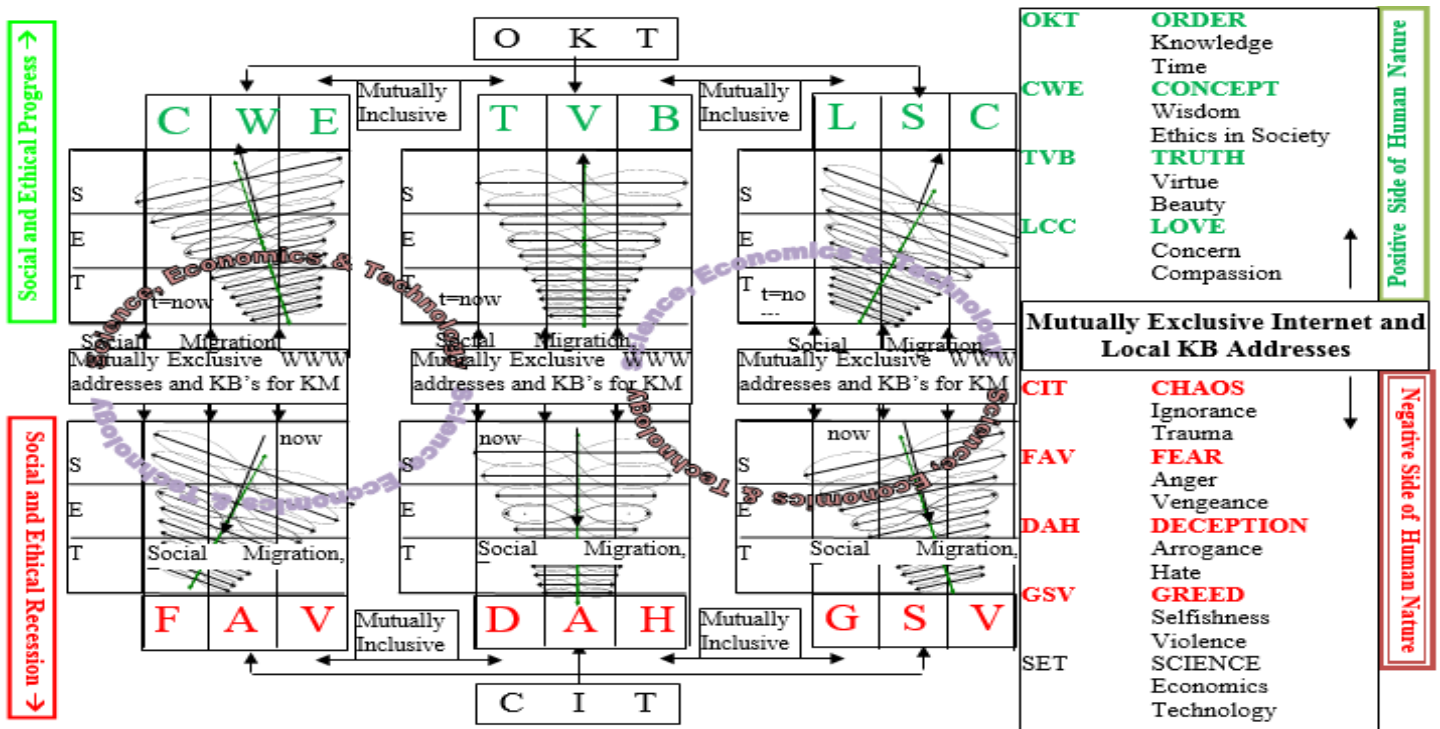 Social and Ethical Progress →
O K T
Mutually
Inclusive
Mutually
Inclusive
C W E
T V B
L S C
S
E
T
t=now
T t=no
Science, Economics & Technology
Science, Economics & Technology
Social Migration,
Social Migration,
Social Migration,
Mutually Exclusive WWW
addresses and KB's for KM
Mutually Exclusive WWW
addresses and KB's for KM
Mutually Exclusive WWW
addresses and KB's for KM
Science, Economics & Technology
Science, Economics & Technology
Social and Ethical Recession →
now
now
now
S
E
T
S
E
T
S
E
T
Social Migration,
Social Migration,
Social Migration,
F A V
D A H
G S V
Mutually
Inclusive
Mutually
Inclusive
C I T
OKT ORDER
Knowledge
Time
CWE CONCEPT
Wisdom
Ethics in Society
TVB TRUTH
Virtue
Beauty
LCC LOVE
Concern
Compassion
Positive Side of Human Nature
Mutually Exclusive Internet and
Local KB Addresses
CIT CHAOS
Ignorance
Trauma
FAV FEAR
Anger
Vengeance
DAH DECEPTION
Arrogance
Hate
GSV GREED
Selfishness
Violence
SET SCIENCE
Economics
Technology
Negative Side of Human Nature